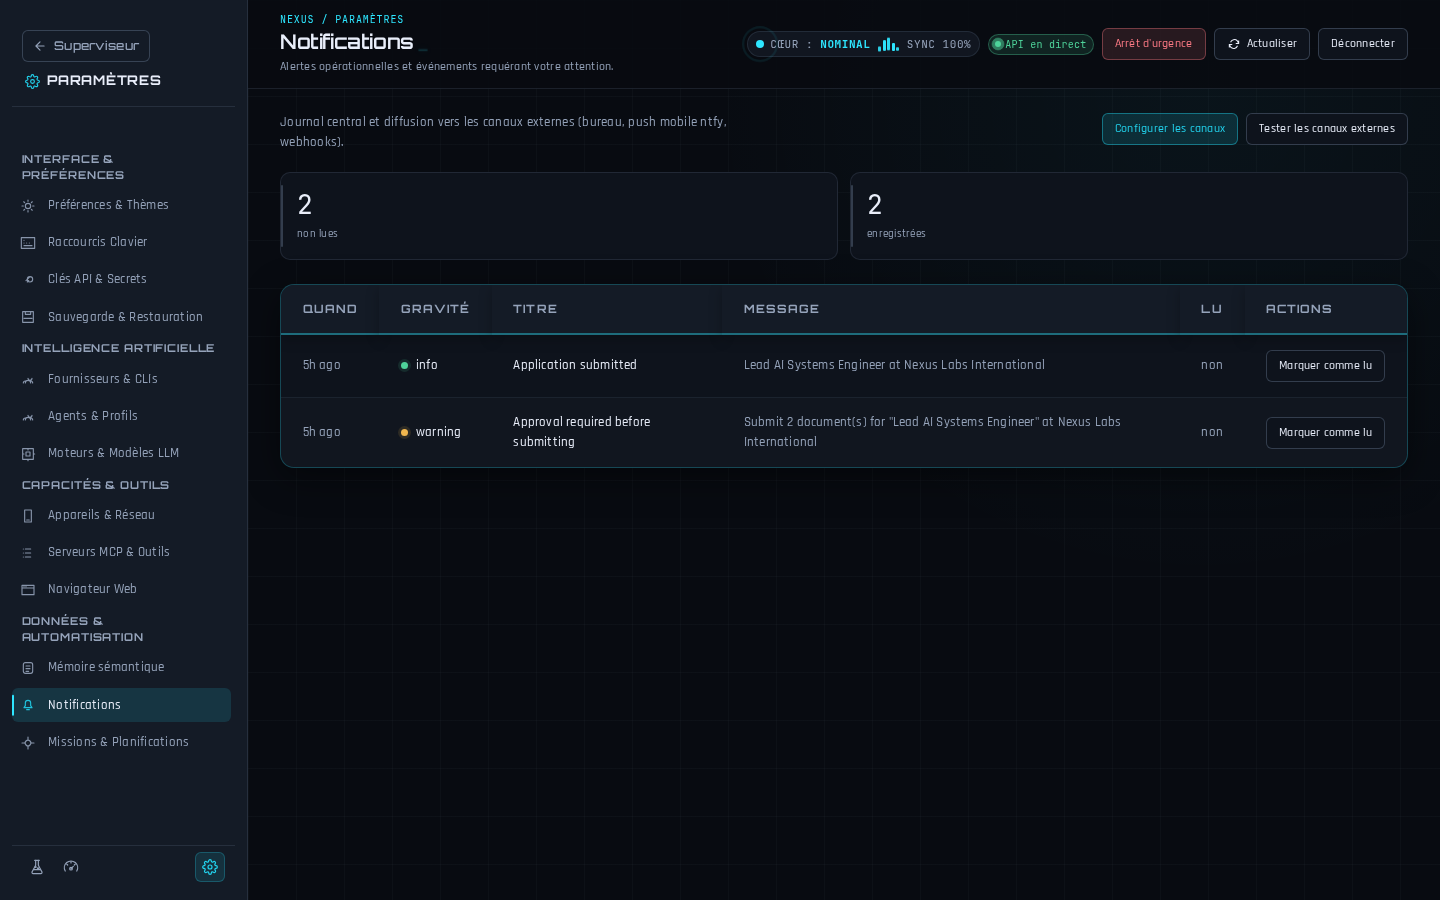 Superviseur
PARAMÈTRES
INTERFACE &
PRÉFÉRENCES
Préférences & Thèmes
Raccourcis Clavier
Clés API & Secrets
Sauvegarde & Restauration
INTELLIGENCE ARTIFICIELLE
Fournisseurs & CLIs
Agents & Profils
Moteurs & Modèles LLM
CAPACITÉS & OUTILS
Appareils & Réseau
Serveurs MCP & Outils
Navigateur Web
DONNÉES &
AUTOMATISATION
Mémoire sémantique
Notifications
Missions & Planifications
NEXUS / PARAMÈTRES
Notifications_
Alertes opérationnelles et événements requérant votre attention.
CŒUR : NOMINAL SYNC 100%
API en direct
Arrêt d'urgence
Actualiser
Déconnecter
Journal central et diffusion vers les canaux externes (bureau, push mobile ntfy,
webhooks).
Configurer les canaux
Tester les canaux externes
2
non lues
2
enregistrées
QUAND GRAVITÉ TITRE MESSAGE LU ACTIONS
5h ago info Application submitted Lead AI Systems Engineer at Nexus Labs International non Marquer comme lu
5h ago warning Approval required before
submitting Submit 2 document(s) for "Lead AI Systems Engineer" at Nexus Labs
International non Marquer comme lu